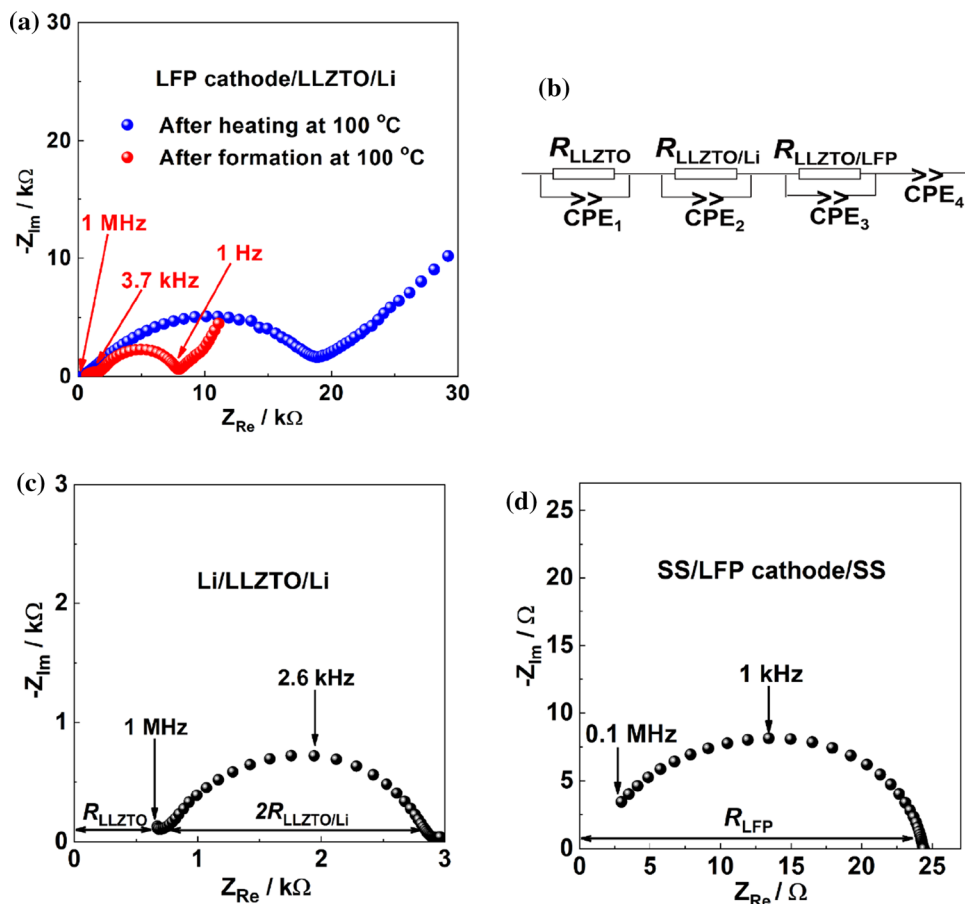 (a)
30
20
10
0
-Z_Im / kΩ
LFP cathode/LLZTO/Li
After heating at 100 °C
After formation at 100 °C
1 MHz
3.7 kHz
1 Hz
0 10 20 30
Z_Re / kΩ
(b)
R_LLZTO R_LLZTO/Li R_LLZTO/LFP
CPE_1 CPE_2 CPE_3 CPE_4
(c)
3
2
1
0
-Z_Im / kΩ
Li/LLZTO/Li
2.6 kHz
1 MHz
R_LLZTO 2R_LLZTO/Li
0 1 2 3
Z_Re / kΩ
(d)
25
20
15
10
5
0
-Z_Im / Ω
SS/LFP cathode/SS
1 kHz
0.1 MHz
R_LFP
0 5 10 15 20 25
Z_Re / Ω